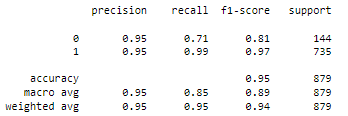 precision recall f1-score support
0 0.95 0.71 0.81 144
1 0.95 0.99 0.97 735
accuracy 0.95 879
macro avg 0.95 0.85 0.89 879
weighted avg 0.95 0.95 0.94 879